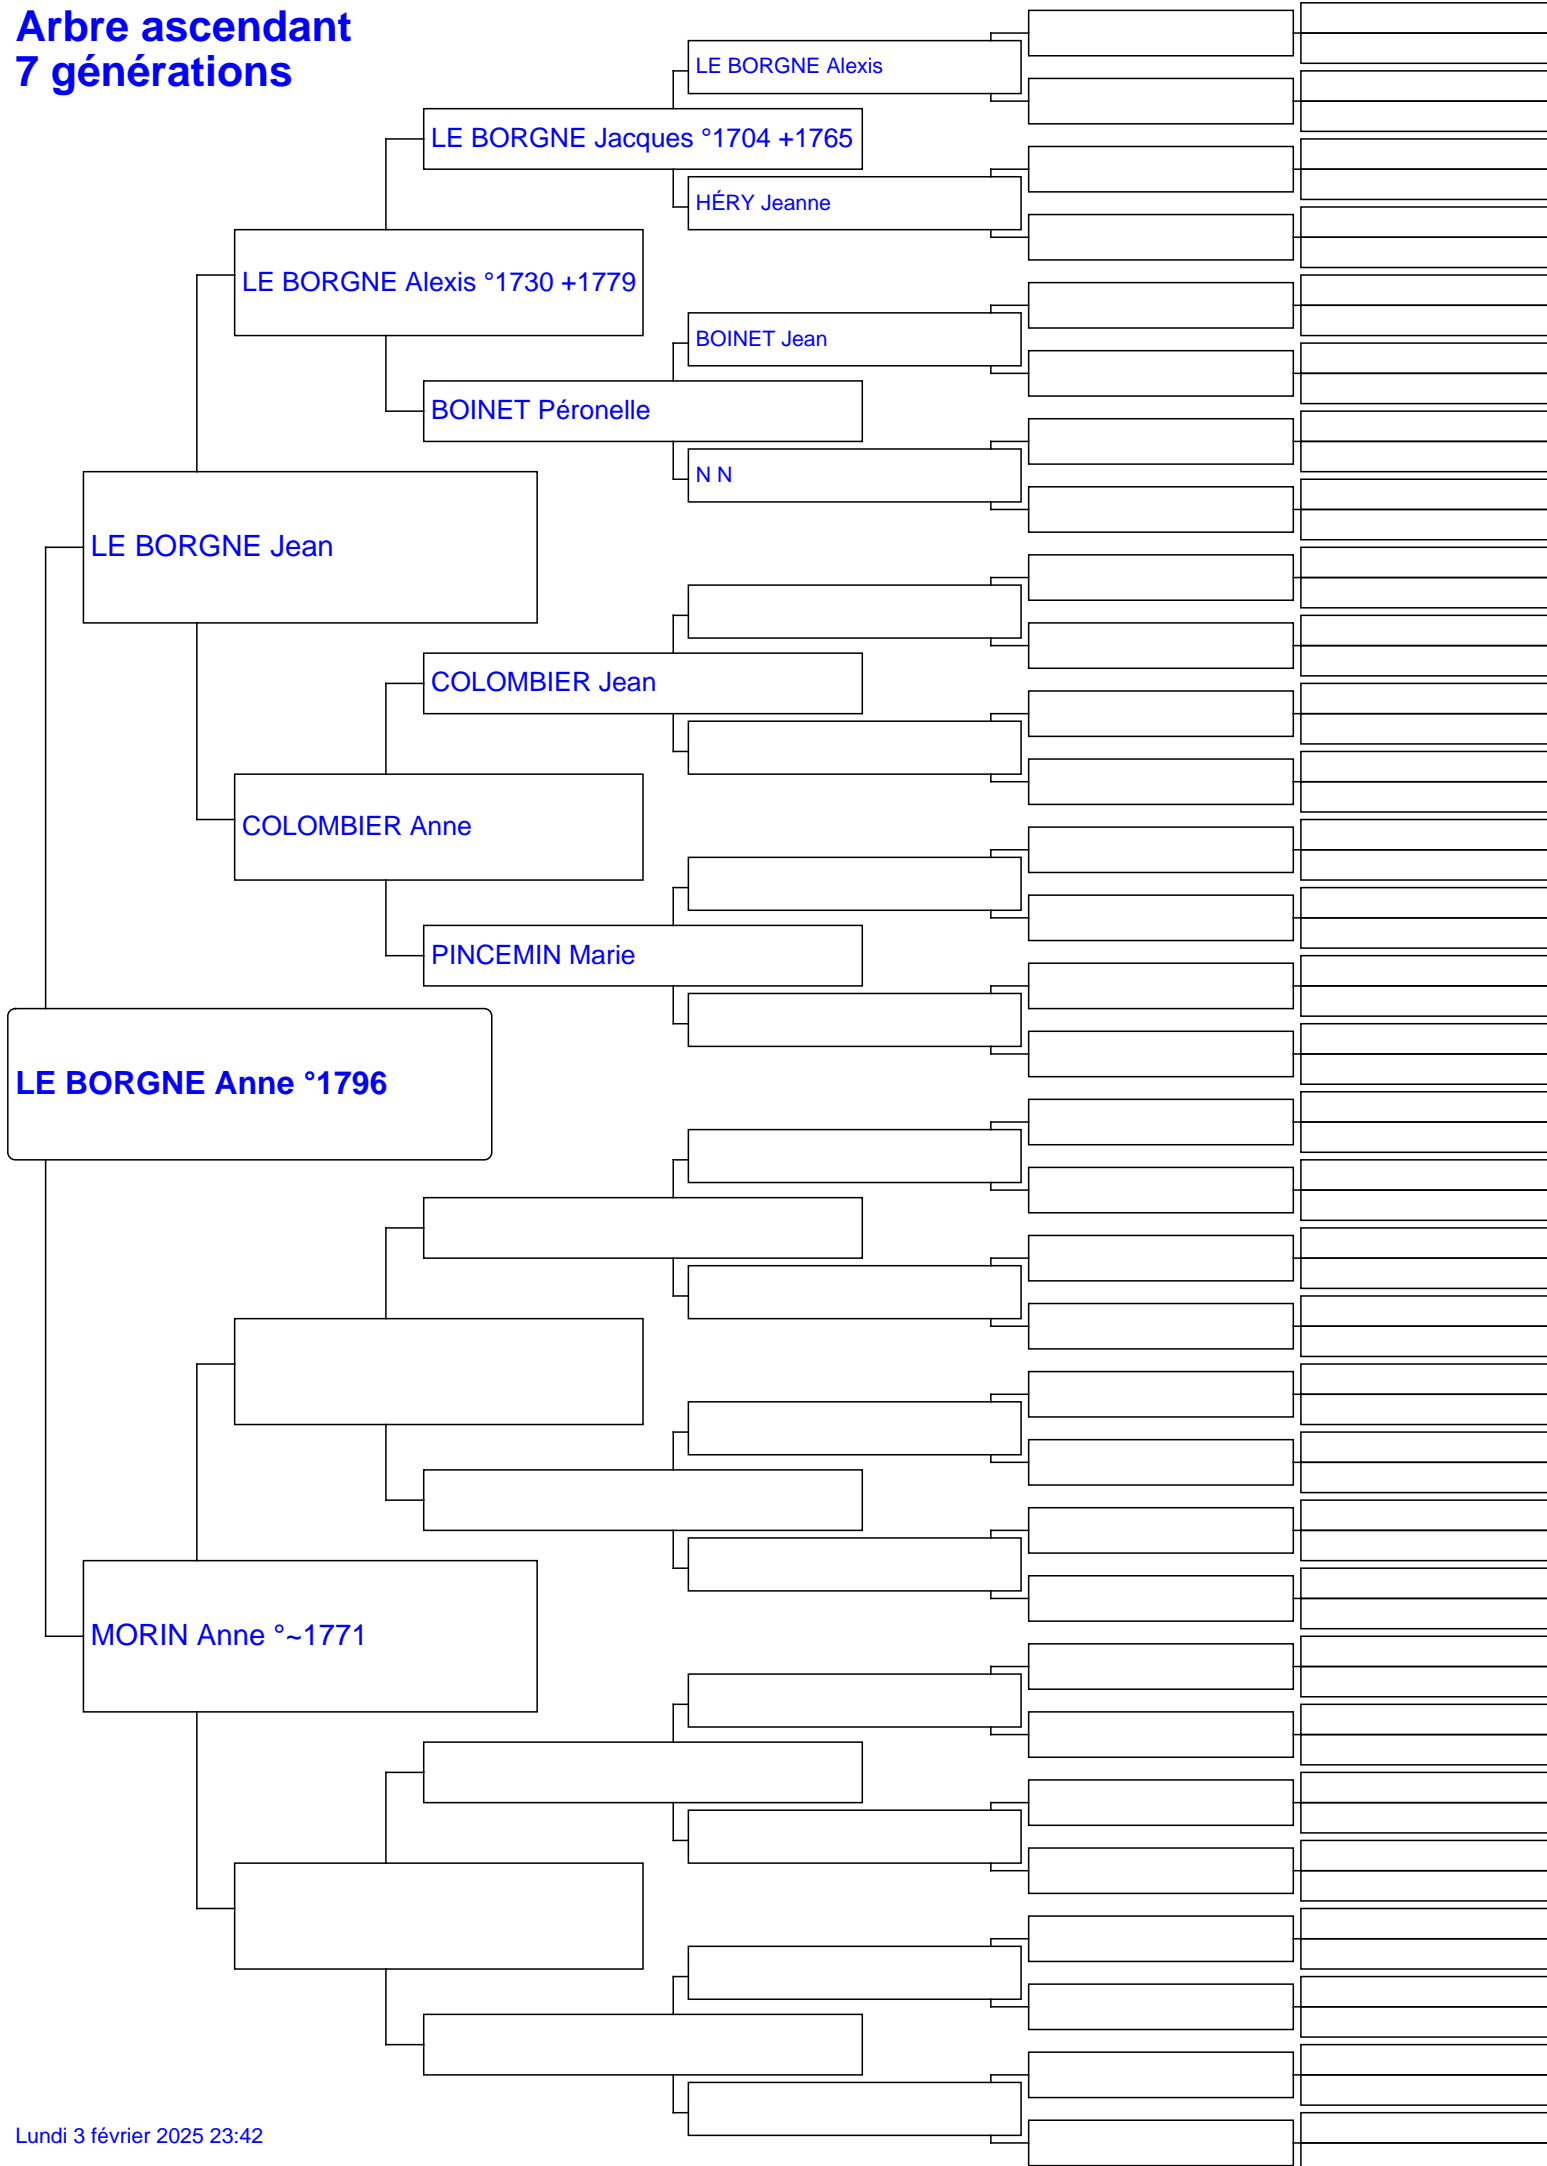 Arbre ascendant
7 générations
LE BORGNE Alexis
LE BORGNE Jacques °1704 +1765
HÉRY Jeanne
LE BORGNE Alexis °1730 +1779
BOINET Jean
BOINET Péronelle
N N
LE BORGNE Jean
COLOMBIER Jean
COLOMBIER Anne
PINCEMIN Marie
LE BORGNE Anne °1796
MORIN Anne °~1771
Lundi 3 février 2025 23:42